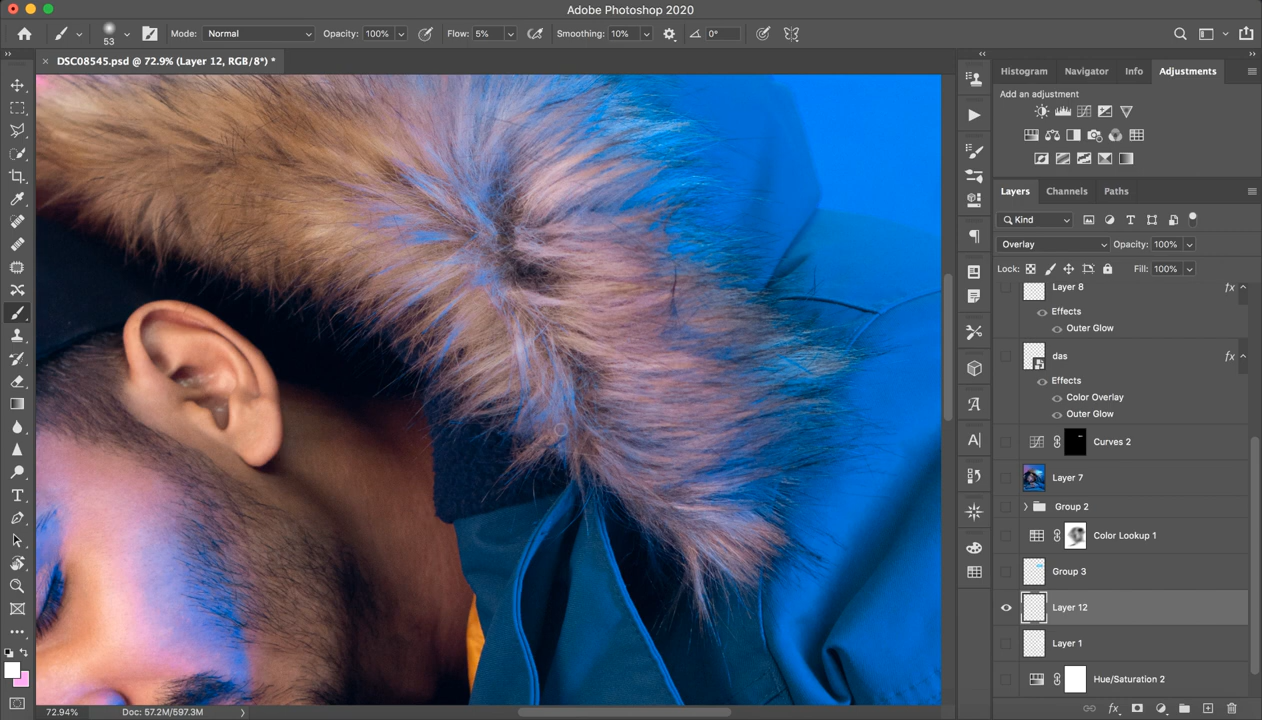 Adobe Photoshop 2020
53
Mode: Normal
Opacity: 100%
Flow: 5%
Smoothing: 10%
0°
DSC08545.psd @ 72.9% (Layer 12, RGB/8*) *
Histogram
Navigator
Info
Adjustments
Add an adjustment
Layers
Channels
Paths
Kind
Overlay
Opacity: 100%
Lock:
Fill: 100%
Layer 8
fx
Effects
Outer Glow
das
fx
Effects
Color Overlay
Outer Glow
Curves 2
Layer 7
Group 2
Color Lookup 1
Group 3
Layer 12
Layer 1
Hue/Saturation 2
72.94%
Doc: 57.2M/597.3M
fx